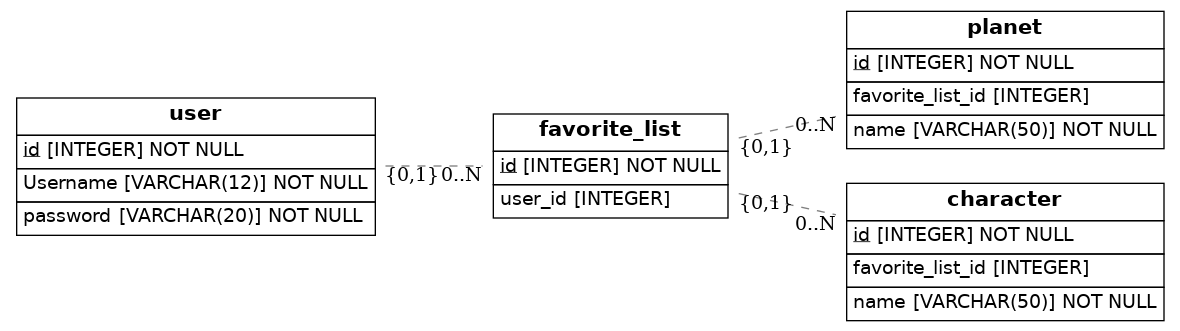 user
id [INTEGER] NOT NULL
Username [VARCHAR(12)] NOT NULL
password [VARCHAR(20)] NOT NULL
{0,1}
0..N
favorite_list
id [INTEGER] NOT NULL
user_id [INTEGER]
{0,1}
0..N
{0,1}
0..N
planet
id [INTEGER] NOT NULL
favorite_list_id [INTEGER]
name [VARCHAR(50)] NOT NULL
character
id [INTEGER] NOT NULL
favorite_list_id [INTEGER]
name [VARCHAR(50)] NOT NULL